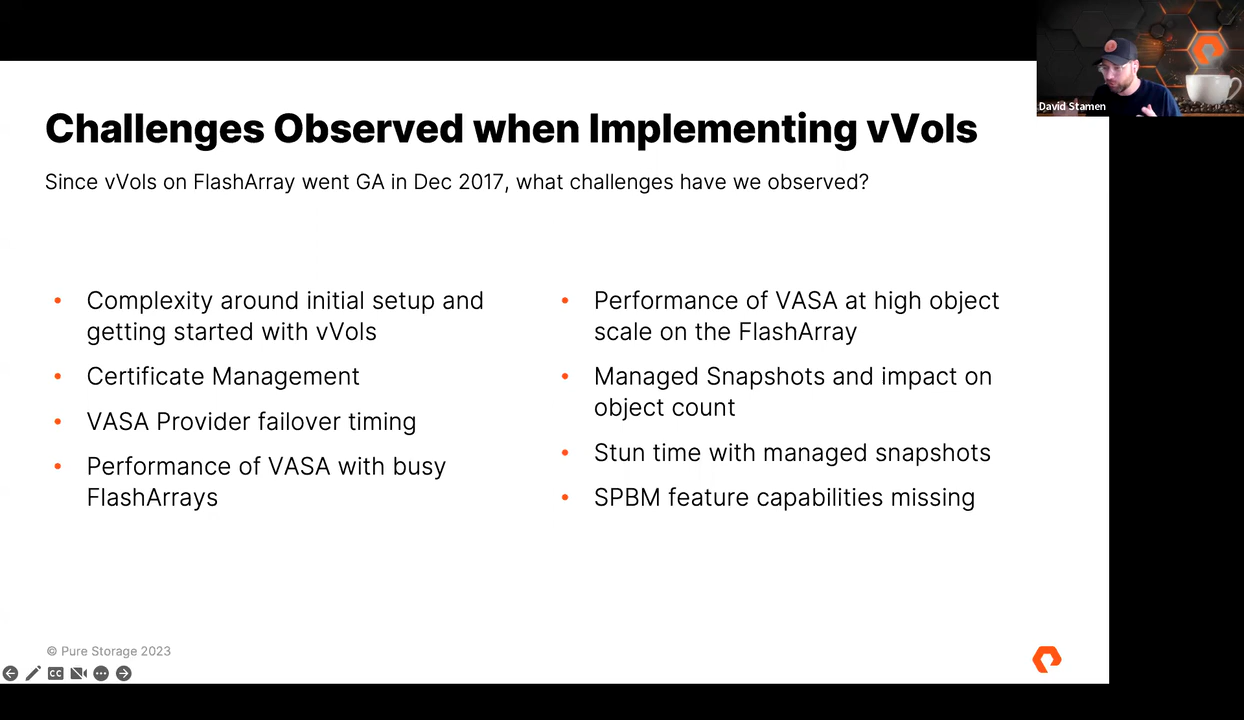 David Stamen
Challenges Observed when Implementing vVols
Since vVols on FlashArray went GA in Dec 2017, what challenges have we observed?
• Complexity around initial setup and
getting started with vVols
• Certificate Management
• VASA Provider failover timing
• Performance of VASA with busy
FlashArrays
• Performance of VASA at high object
scale on the FlashArray
• Managed Snapshots and impact on
object count
• Stun time with managed snapshots
• SPBM feature capabilities missing
© Pure Storage 2023
CC